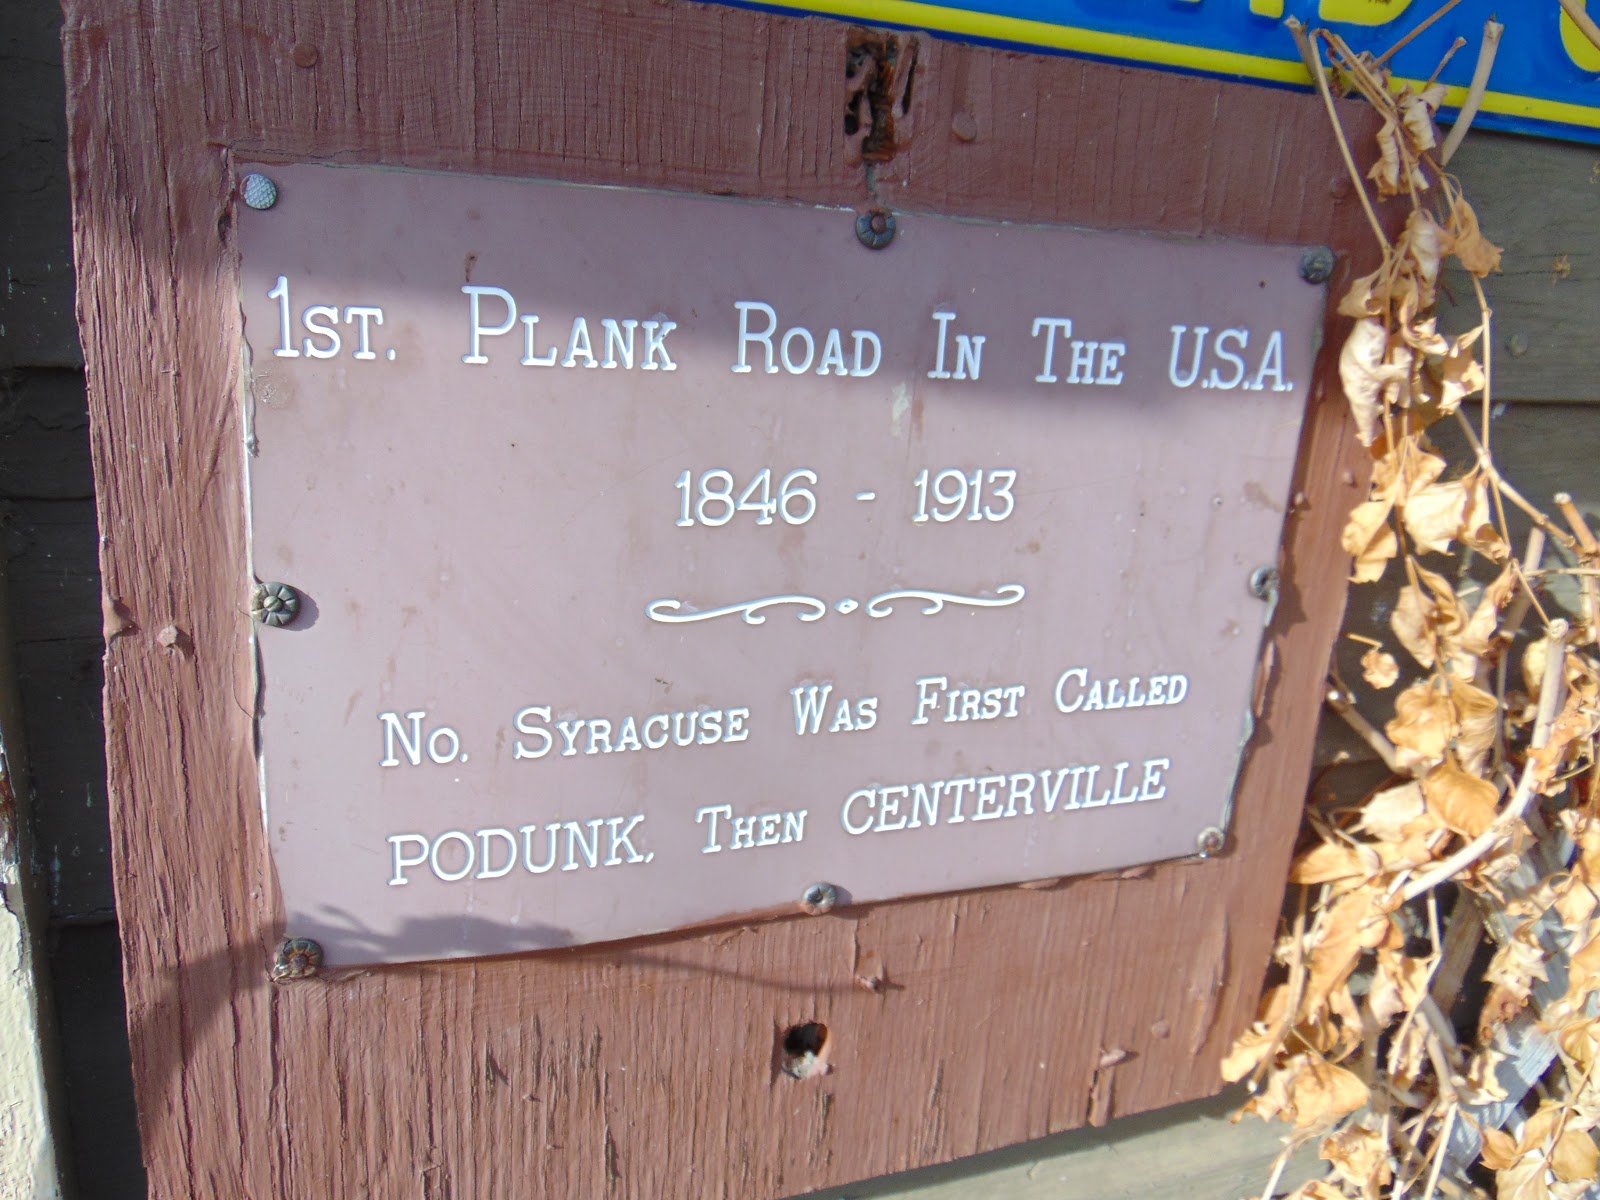 1ST. PLANK ROAD IN THE U.S.A.
1846 - 1913
NO. SYRACUSE WAS FIRST CALLED
PODUNK, THEN CENTERVILLE